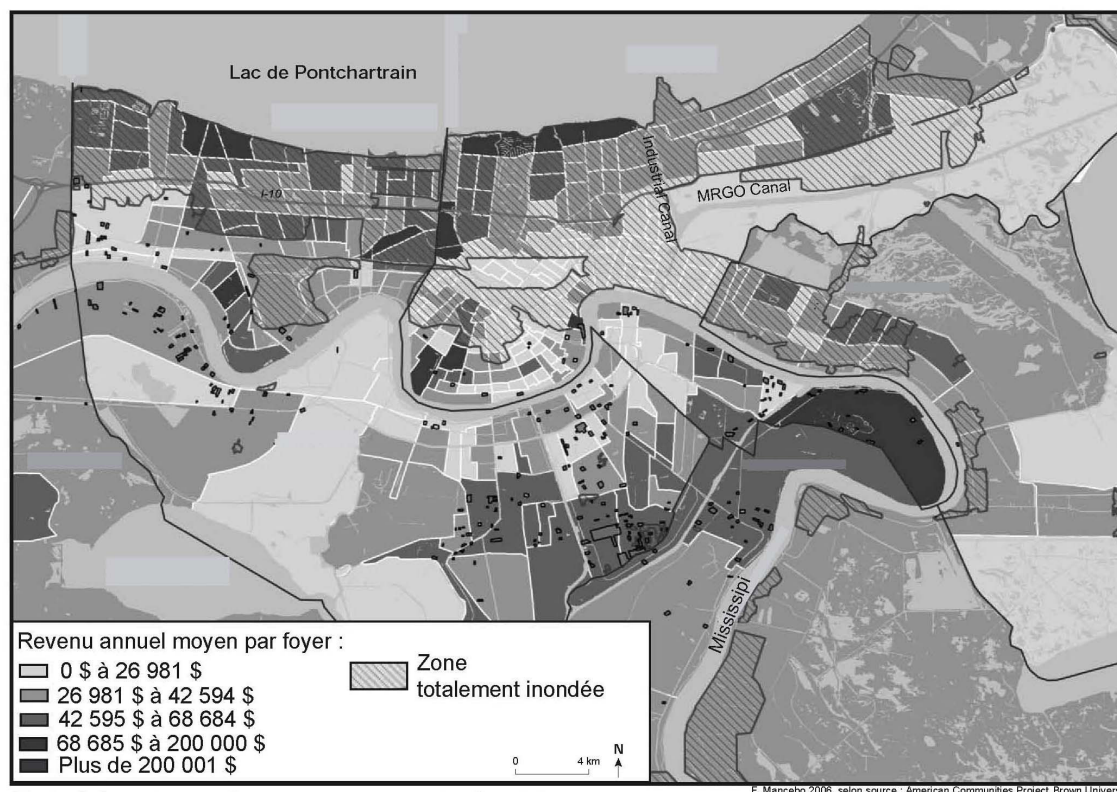 Lac de Pontchartrain
I-10
Industrial Canal
MRGO Canal
Mississipi
Revenu annuel moyen par foyer :
0 $ à 26 981 $
26 981 $ à 42 594 $
42 595 $ à 68 684 $
68 685 $ à 200 000 $
Plus de 200 001 $
Zone
totalement inondée
0 4 km
N
F. Mancebo 2006, selon source : American Communities Project, Brown